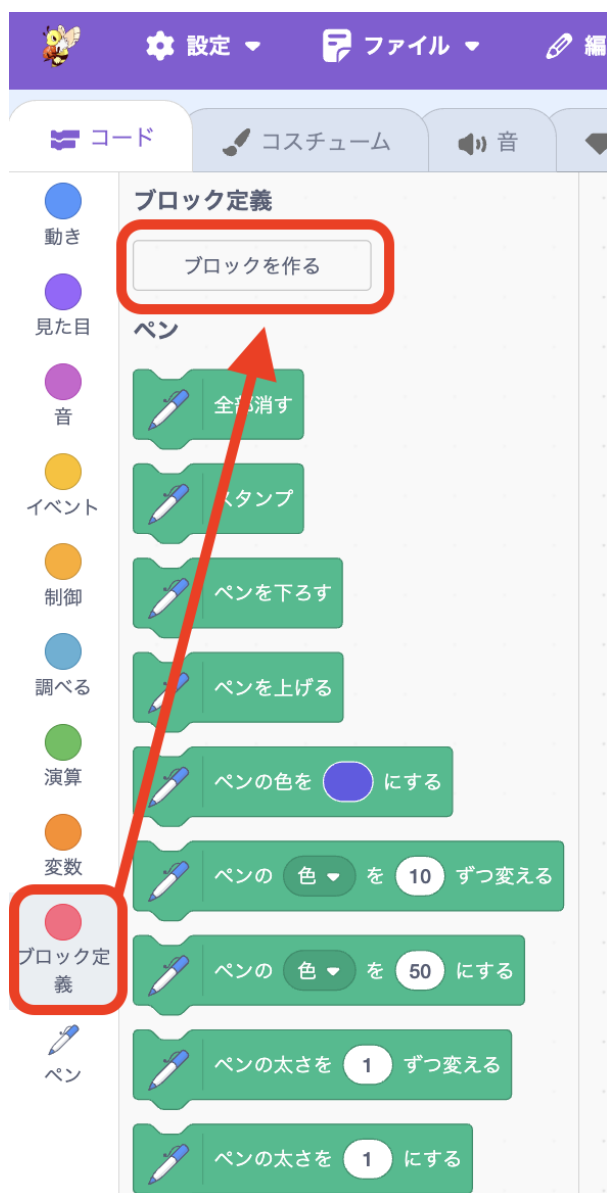 設定
ファイル
編
コード
コスチューム
音
動き
見た目
音
イベント
制御
調べる
演算
変数
ブロック定
義
ペン
ブロック定義
ブロックを作る
ペン
全部消す
スタンプ
ペンを下ろす
ペンを上げる
ペンの色を にする
ペンの 色 を 10 ずつ変える
ペンの 色 を 50 にする
ペンの太さを 1 ずつ変える
ペンの太さを 1 にする